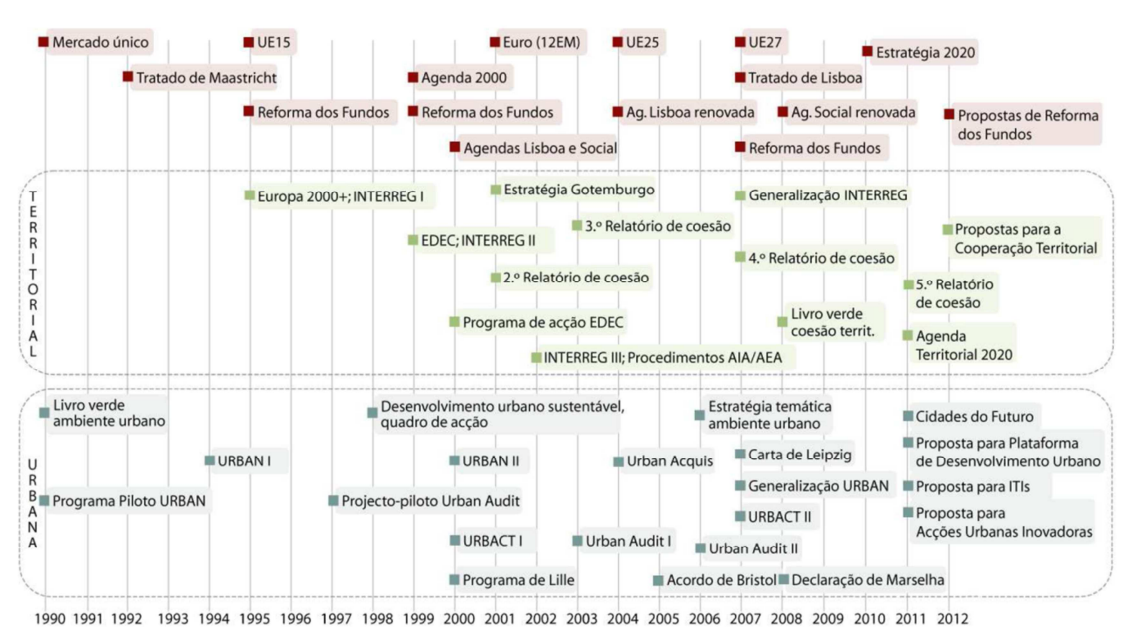 Mercado único
UE15
Euro (12EM)
UE25
UE27
Estratégia 2020
Tratado de Maastricht
Agenda 2000
Tratado de Lisboa
Reforma dos Fundos
Reforma dos Fundos
Ag. Lisboa renovada
Ag. Social renovada
Propostas de Reforma
dos Fundos
Agendas Lisboa e Social
Reforma dos Fundos
TERRITORIAL
Europa 2000+; INTERREG I
Estratégia Gotemburgo
Generalização INTERREG
3.º Relatório de coesão
Propostas para a
Cooperação Territorial
EDEC; INTERREG II
4.º Relatório de coesão
2.º Relatório de coesão
5.º Relatório
de coesão
Programa de acção EDEC
Livro verde
coesão territ.
Agenda
Territorial 2020
INTERREG III; Procedimentos AIA/AEA
URBANA
Livro verde
ambiente urbano
Desenvolvimento urbano sustentável,
quadro de acção
Estratégia temática
ambiente urbano
Cidades do Futuro
URBAN I
URBAN II
Urban Acquis
Carta de Leipzig
Proposta para Plataforma
de Desenvolvimento Urbano
Programa Piloto URBAN
Projecto-piloto Urban Audit
Generalização URBAN
Proposta para ITIs
URBACT II
Proposta para
Acções Urbanas Inovadoras
URBACT I
Urban Audit I
Urban Audit II
Programa de Lille
Acordo de Bristol
Declaração de Marselha
1990 1991 1992 1993 1994 1995 1996 1997 1998 1999 2000 2001 2002 2003 2004 2005 2006 2007 2008 2009 2010 2011 2012